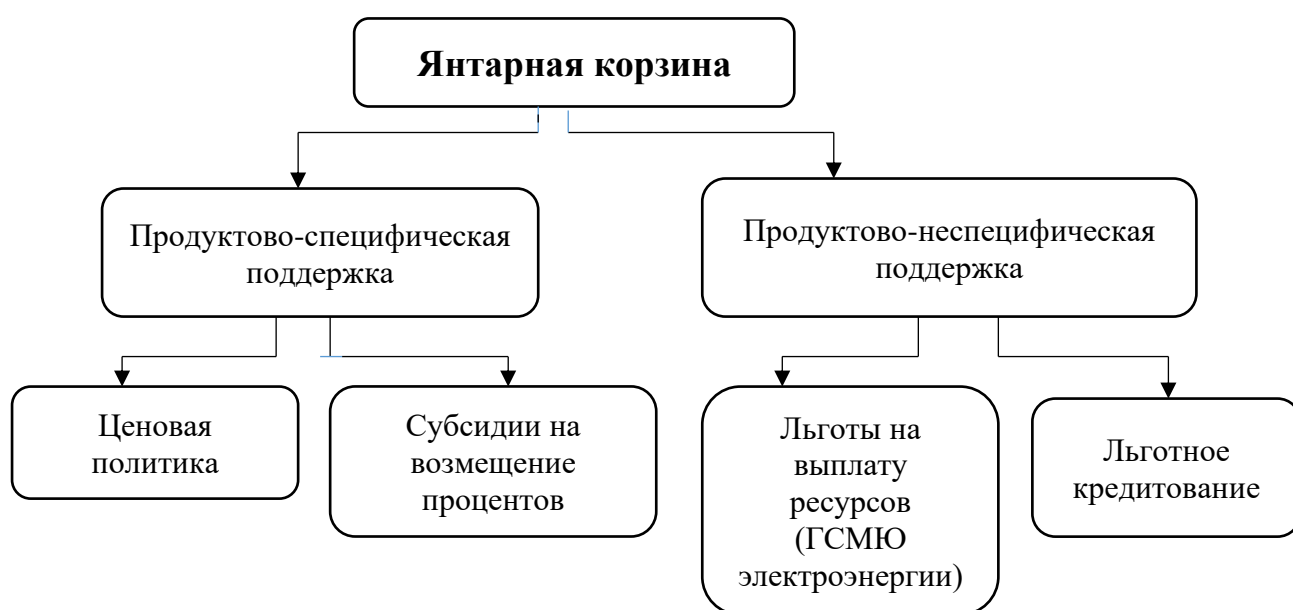 Янтарная корзина
Продуктово-специфическая
поддержка
Продуктово-неспецифическая
поддержка
Ценовая
политика
Субсидии на
возмещение
процентов
Льготы на
выплату
ресурсов
(ГСМЮ
электроэнергии)
Льготное
кредитование